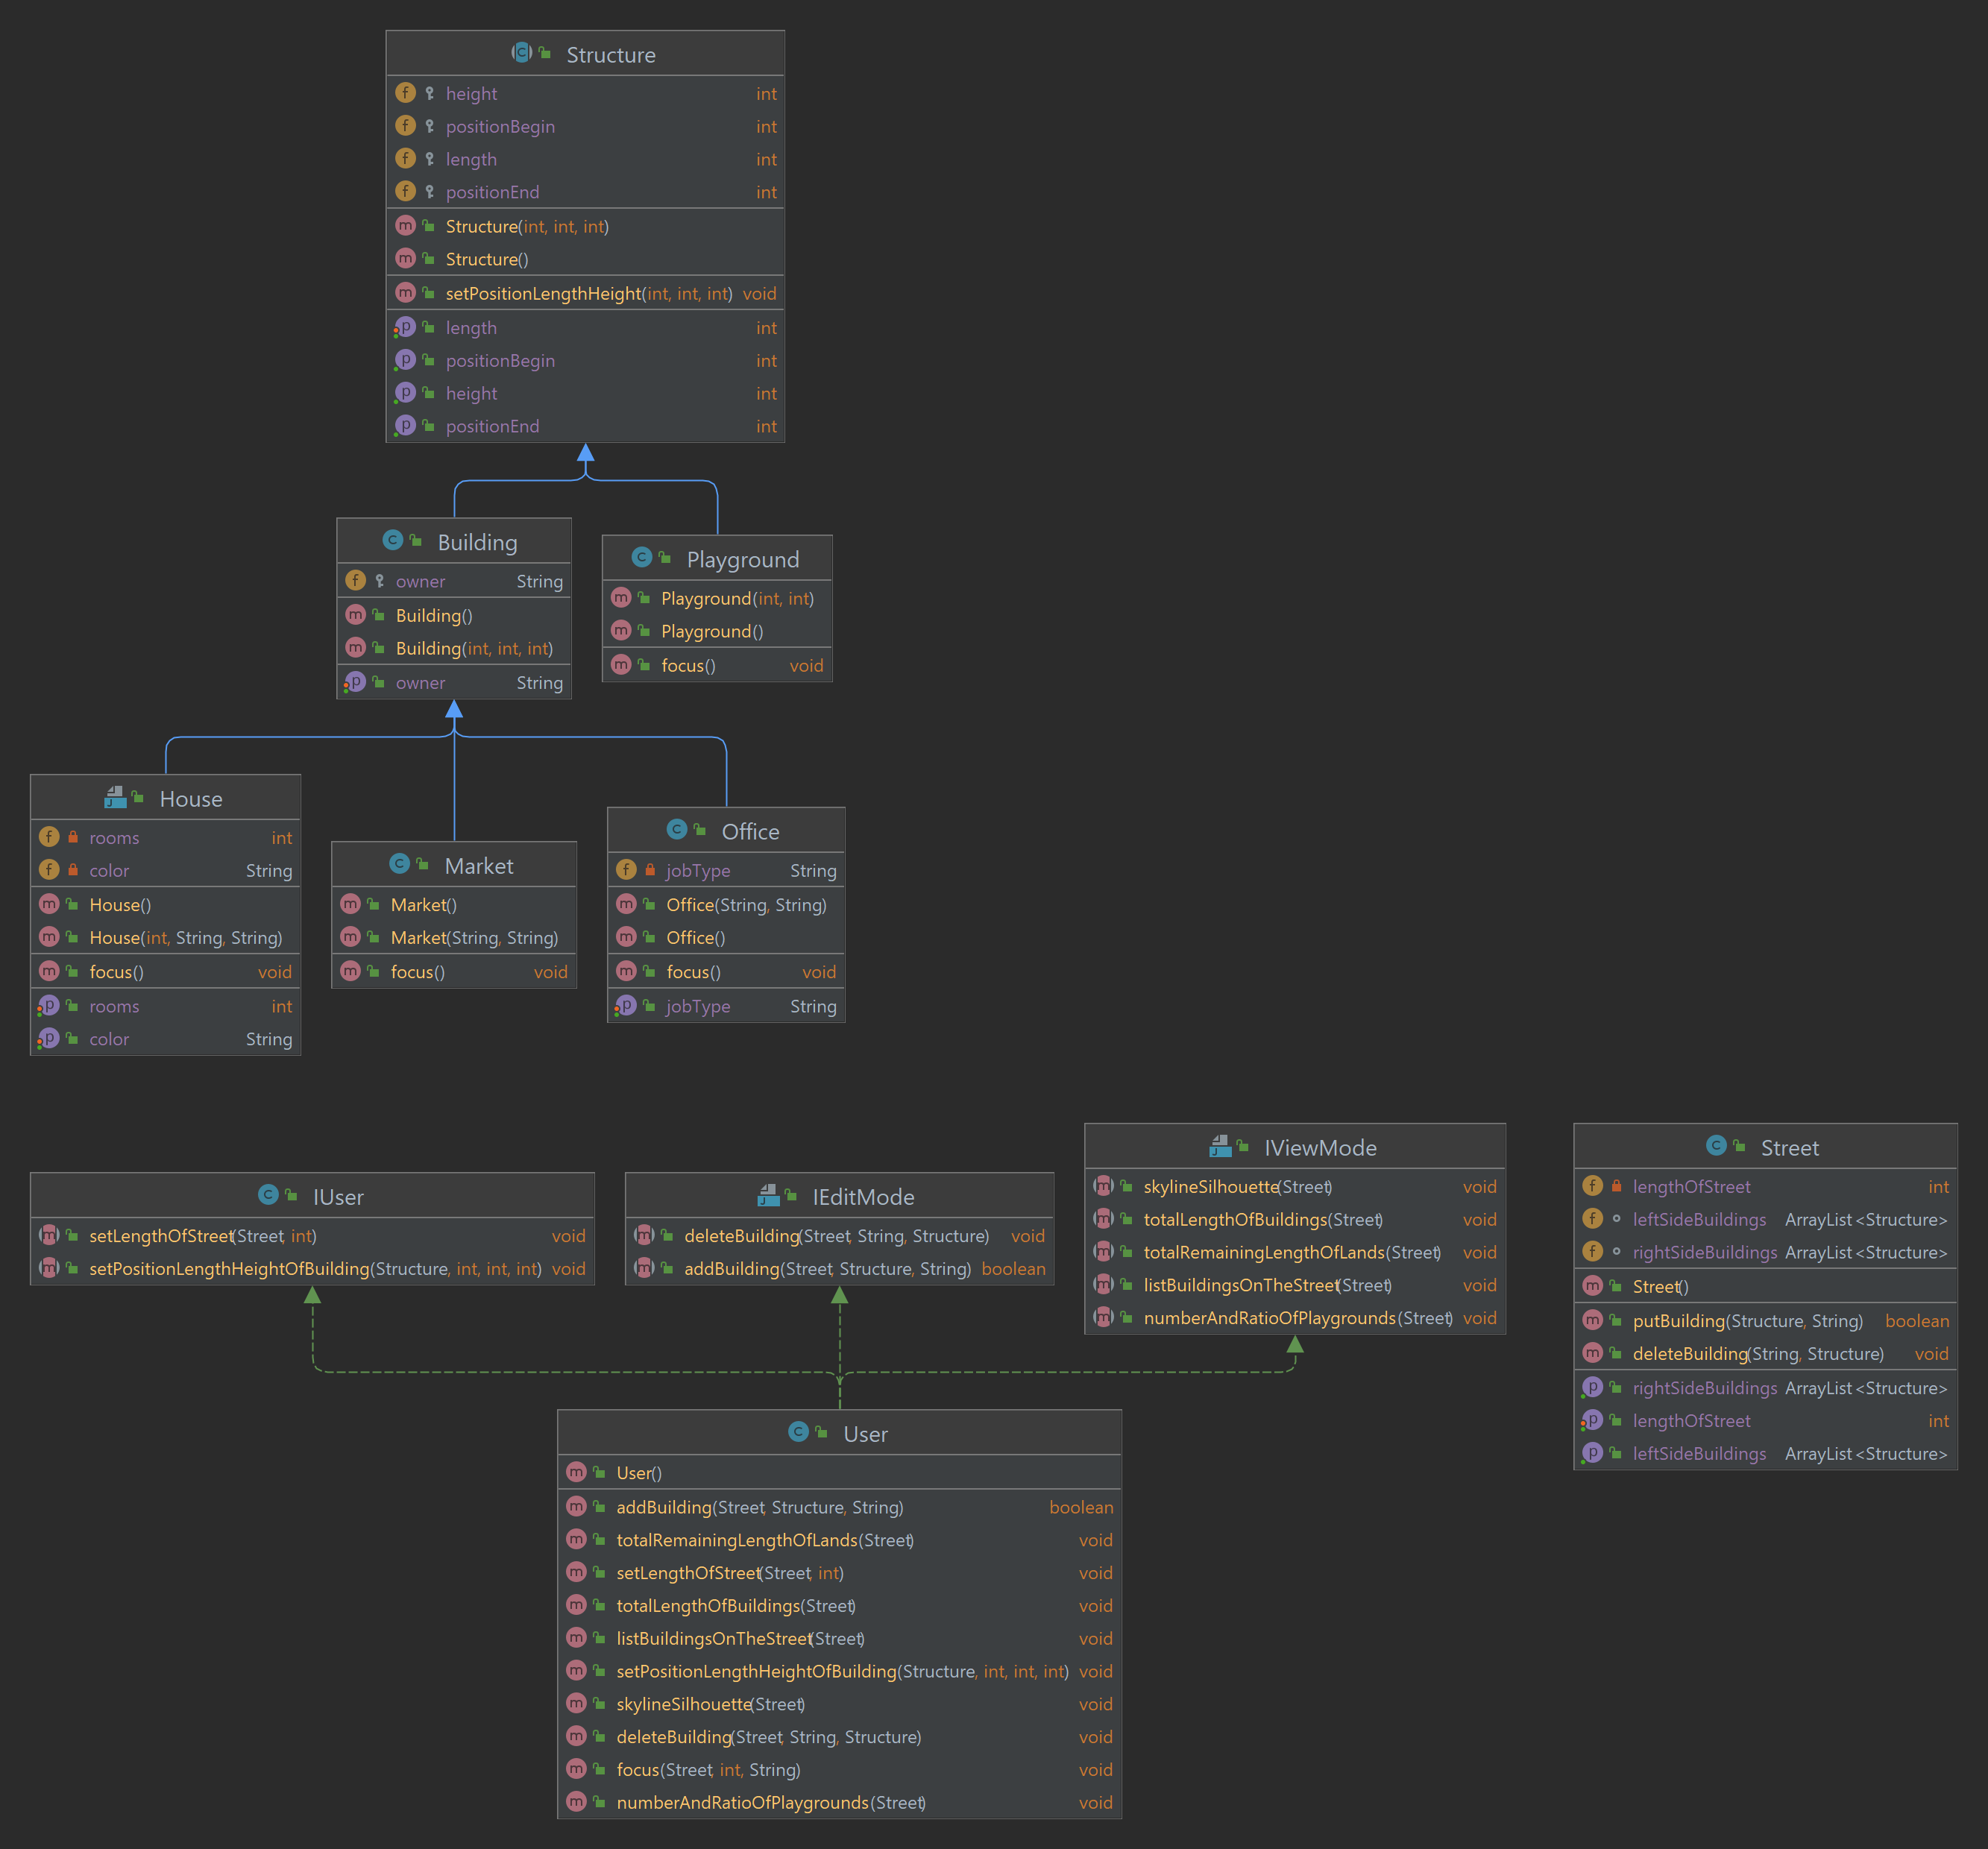 Structure
height int
positionBegin int
length int
positionEnd int
Structure(int, int, int)
Structure()
setPositionLengthHeight(int, int, int) void
length int
positionBegin int
height int
positionEnd int
Building
owner String
Building()
Building(int, int, int)
owner String
Playground
Playground(int, int)
Playground()
focus() void
House
rooms int
color String
House()
House(int, String, String)
focus() void
rooms int
color String
Market
Market()
Market(String, String)
focus() void
Office
jobType String
Office(String, String)
Office()
focus() void
jobType String
IUser
setLengthOfStreet(Street, int) void
setPositionLengthHeightOfBuilding(Structure, int, int, int) void
IEditMode
deleteBuilding(Street, String, Structure) void
addBuilding(Street, Structure, String) boolean
IViewMode
skylineSilhouette(Street) void
totalLengthOfBuildings(Street) void
totalRemainingLengthOfLands(Street) void
listBuildingsOnTheStreet(Street) void
numberAndRatioOfPlaygrounds(Street) void
Street
lengthOfStreet int
leftSideBuildings ArrayList<Structure>
rightSideBuildings ArrayList<Structure>
Street()
putBuilding(Structure, String) boolean
deleteBuilding(String, Structure) void
rightSideBuildings ArrayList<Structure>
lengthOfStreet int
leftSideBuildings ArrayList<Structure>
User
User()
addBuilding(Street, Structure, String) boolean
totalRemainingLengthOfLands(Street) void
setLengthOfStreet(Street, int) void
totalLengthOfBuildings(Street) void
listBuildingsOnTheStreet(Street) void
setPositionLengthHeightOfBuilding(Structure, int, int, int) void
skylineSilhouette(Street) void
deleteBuilding(Street, String, Structure) void
focus(Street, int, String) void
numberAndRatioOfPlaygrounds(Street) void